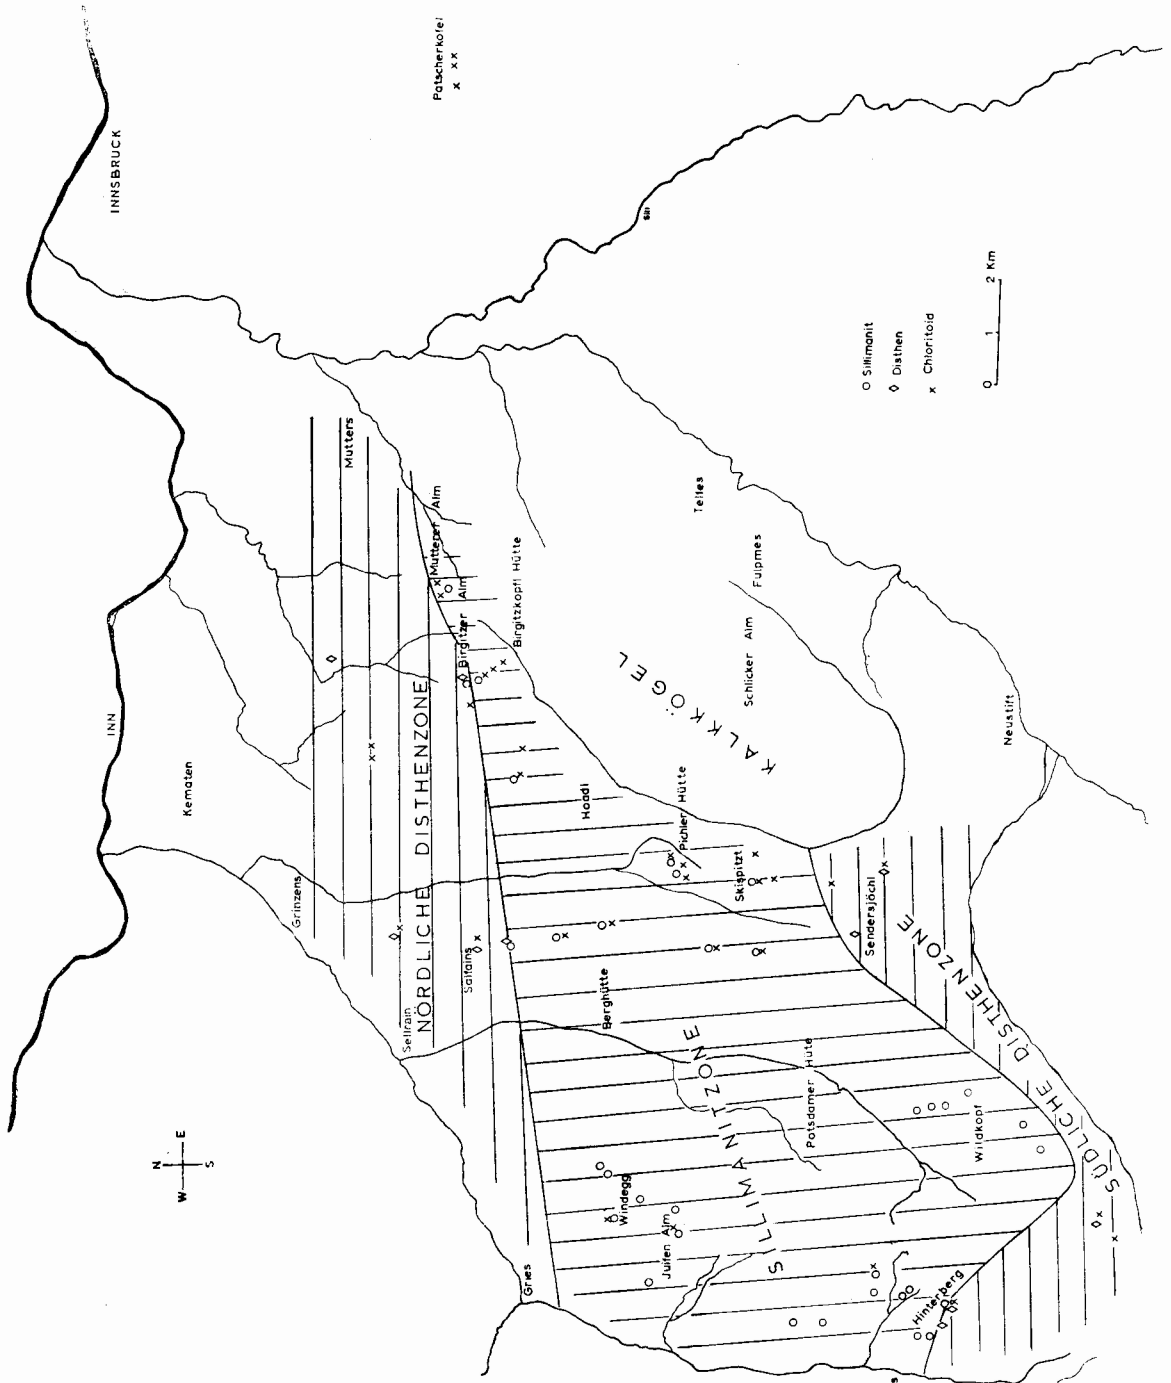 Patscherkofel
INNSBRUCK
INN
Kematen
Grinzens
Mutters
Mutterer Alm
Birgitzer Alm
Birgitzkopfl Hütte
NÖRDLICHE DISTHENZONE
Sellrain
Salfains
Gries
Hoadl
Pichler Hütte
Skispitzt
KALKKÖGEL
Schlicker Alm
Fulpmes
Telfes
Neustift
Sill
Berghütte
SILLIMANITZONE
Potsdamer Hüte
Windegg
Juifen Alm
Wildkopf
Hinterberg
Sendersjöchl
SÜDLICHE DISTHENZONE
N
W E
S
o Sillimanit
◊ Disthen
x Chloritoid
0 1 2 Km